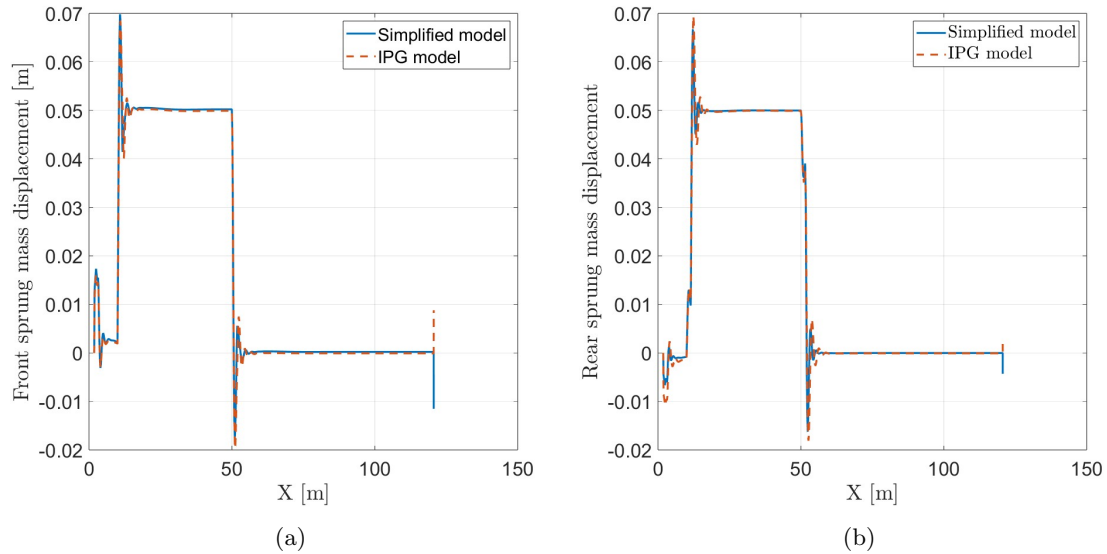 Front sprung mass displacement [m]
0.07
0.06
0.05
0.04
0.03
0.02
0.01
0
-0.01
-0.02
Simplified model
IPG model
0 50 100 150
X [m]
(a)
Rear sprung mass displacement
0.07
0.06
0.05
0.04
0.03
0.02
0.01
0
-0.01
-0.02
Simplified model
IPG model
0 50 100 150
X [m]
(b)